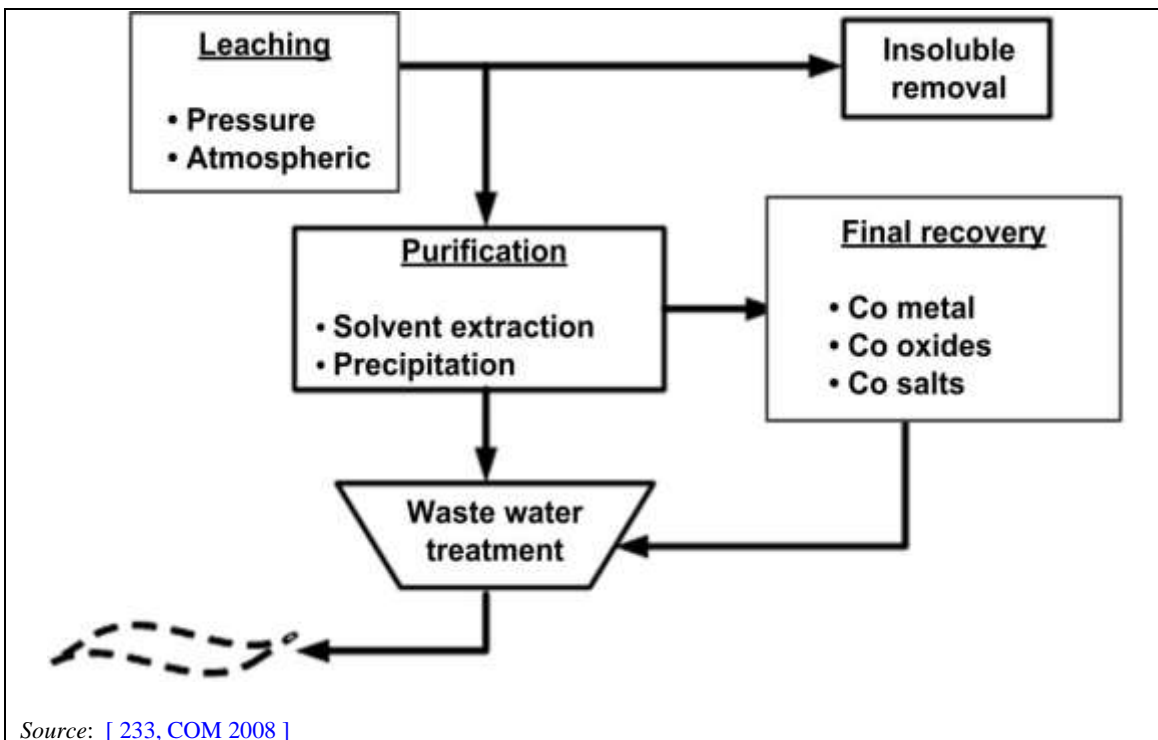 Leaching
• Pressure
• Atmospheric
Insoluble
removal
Purification
• Solvent extraction
• Precipitation
Final recovery
• Co metal
• Co oxides
• Co salts
Waste water
treatment
Source: [ 233, COM 2008 ]